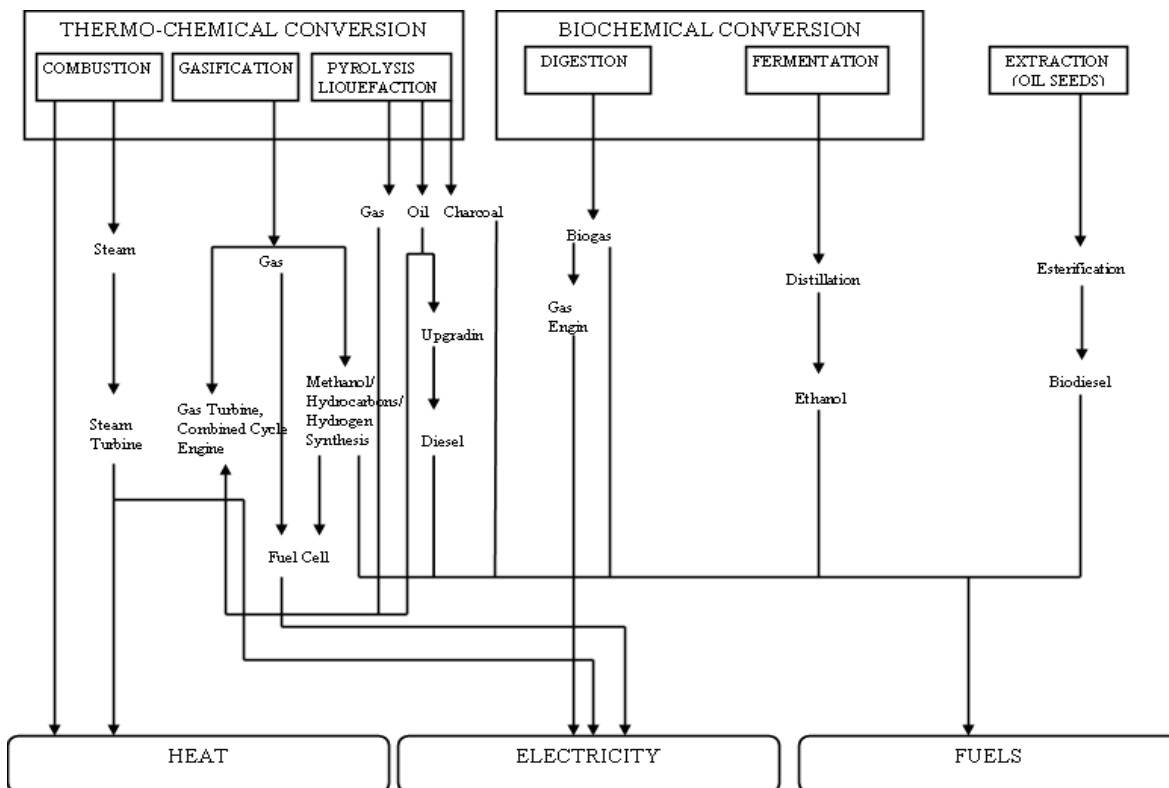 THERMO-CHEMICAL CONVERSION
BIOCHEMICAL CONVERSION
COMBUSTION
GASIFICATION
PYROLYSIS
LIQUEFACTION
DIGESTION
FERMENTATION
EXTRACTION
(OIL SEEDS)
Gas
Oil
Charcoal
Steam
Gas
Biogas
Distillation
Esterification
Gas
Engin
Upgradin
Methanol/
Hydrocarbons/
Hydrogen
Synthesis
Gas Turbine,
Combined Cycle
Engine
Steam
Turbine
Diesel
Ethanol
Biodiesel
Fuel Cell
HEAT
ELECTRICITY
FUELS